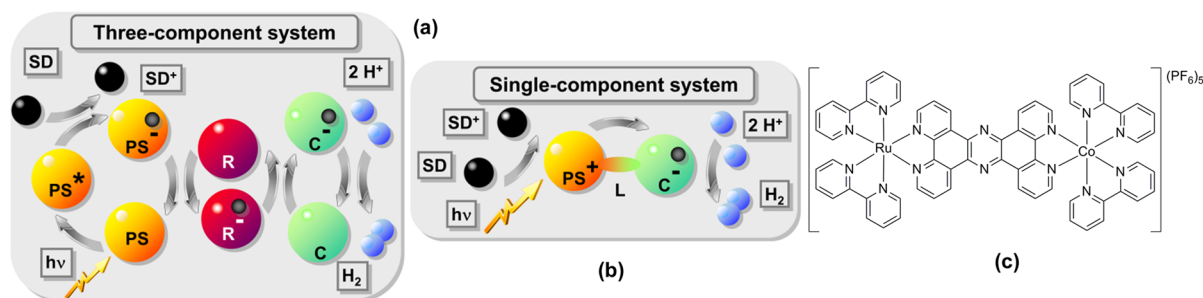 Three-component system
(a)
SD
SD⁺
2 H⁺
PS
-
C
-
R
PS*
R
-
PS
C
hν
H₂
Single-component system
SD⁺
2 H⁺
SD
PS⁺
C⁻
L
hν
H₂
(b)
(PF₆)₅
N
N
N
N
N
N
Ru
Co
N
N
N
N
N
N
N
N
(c)